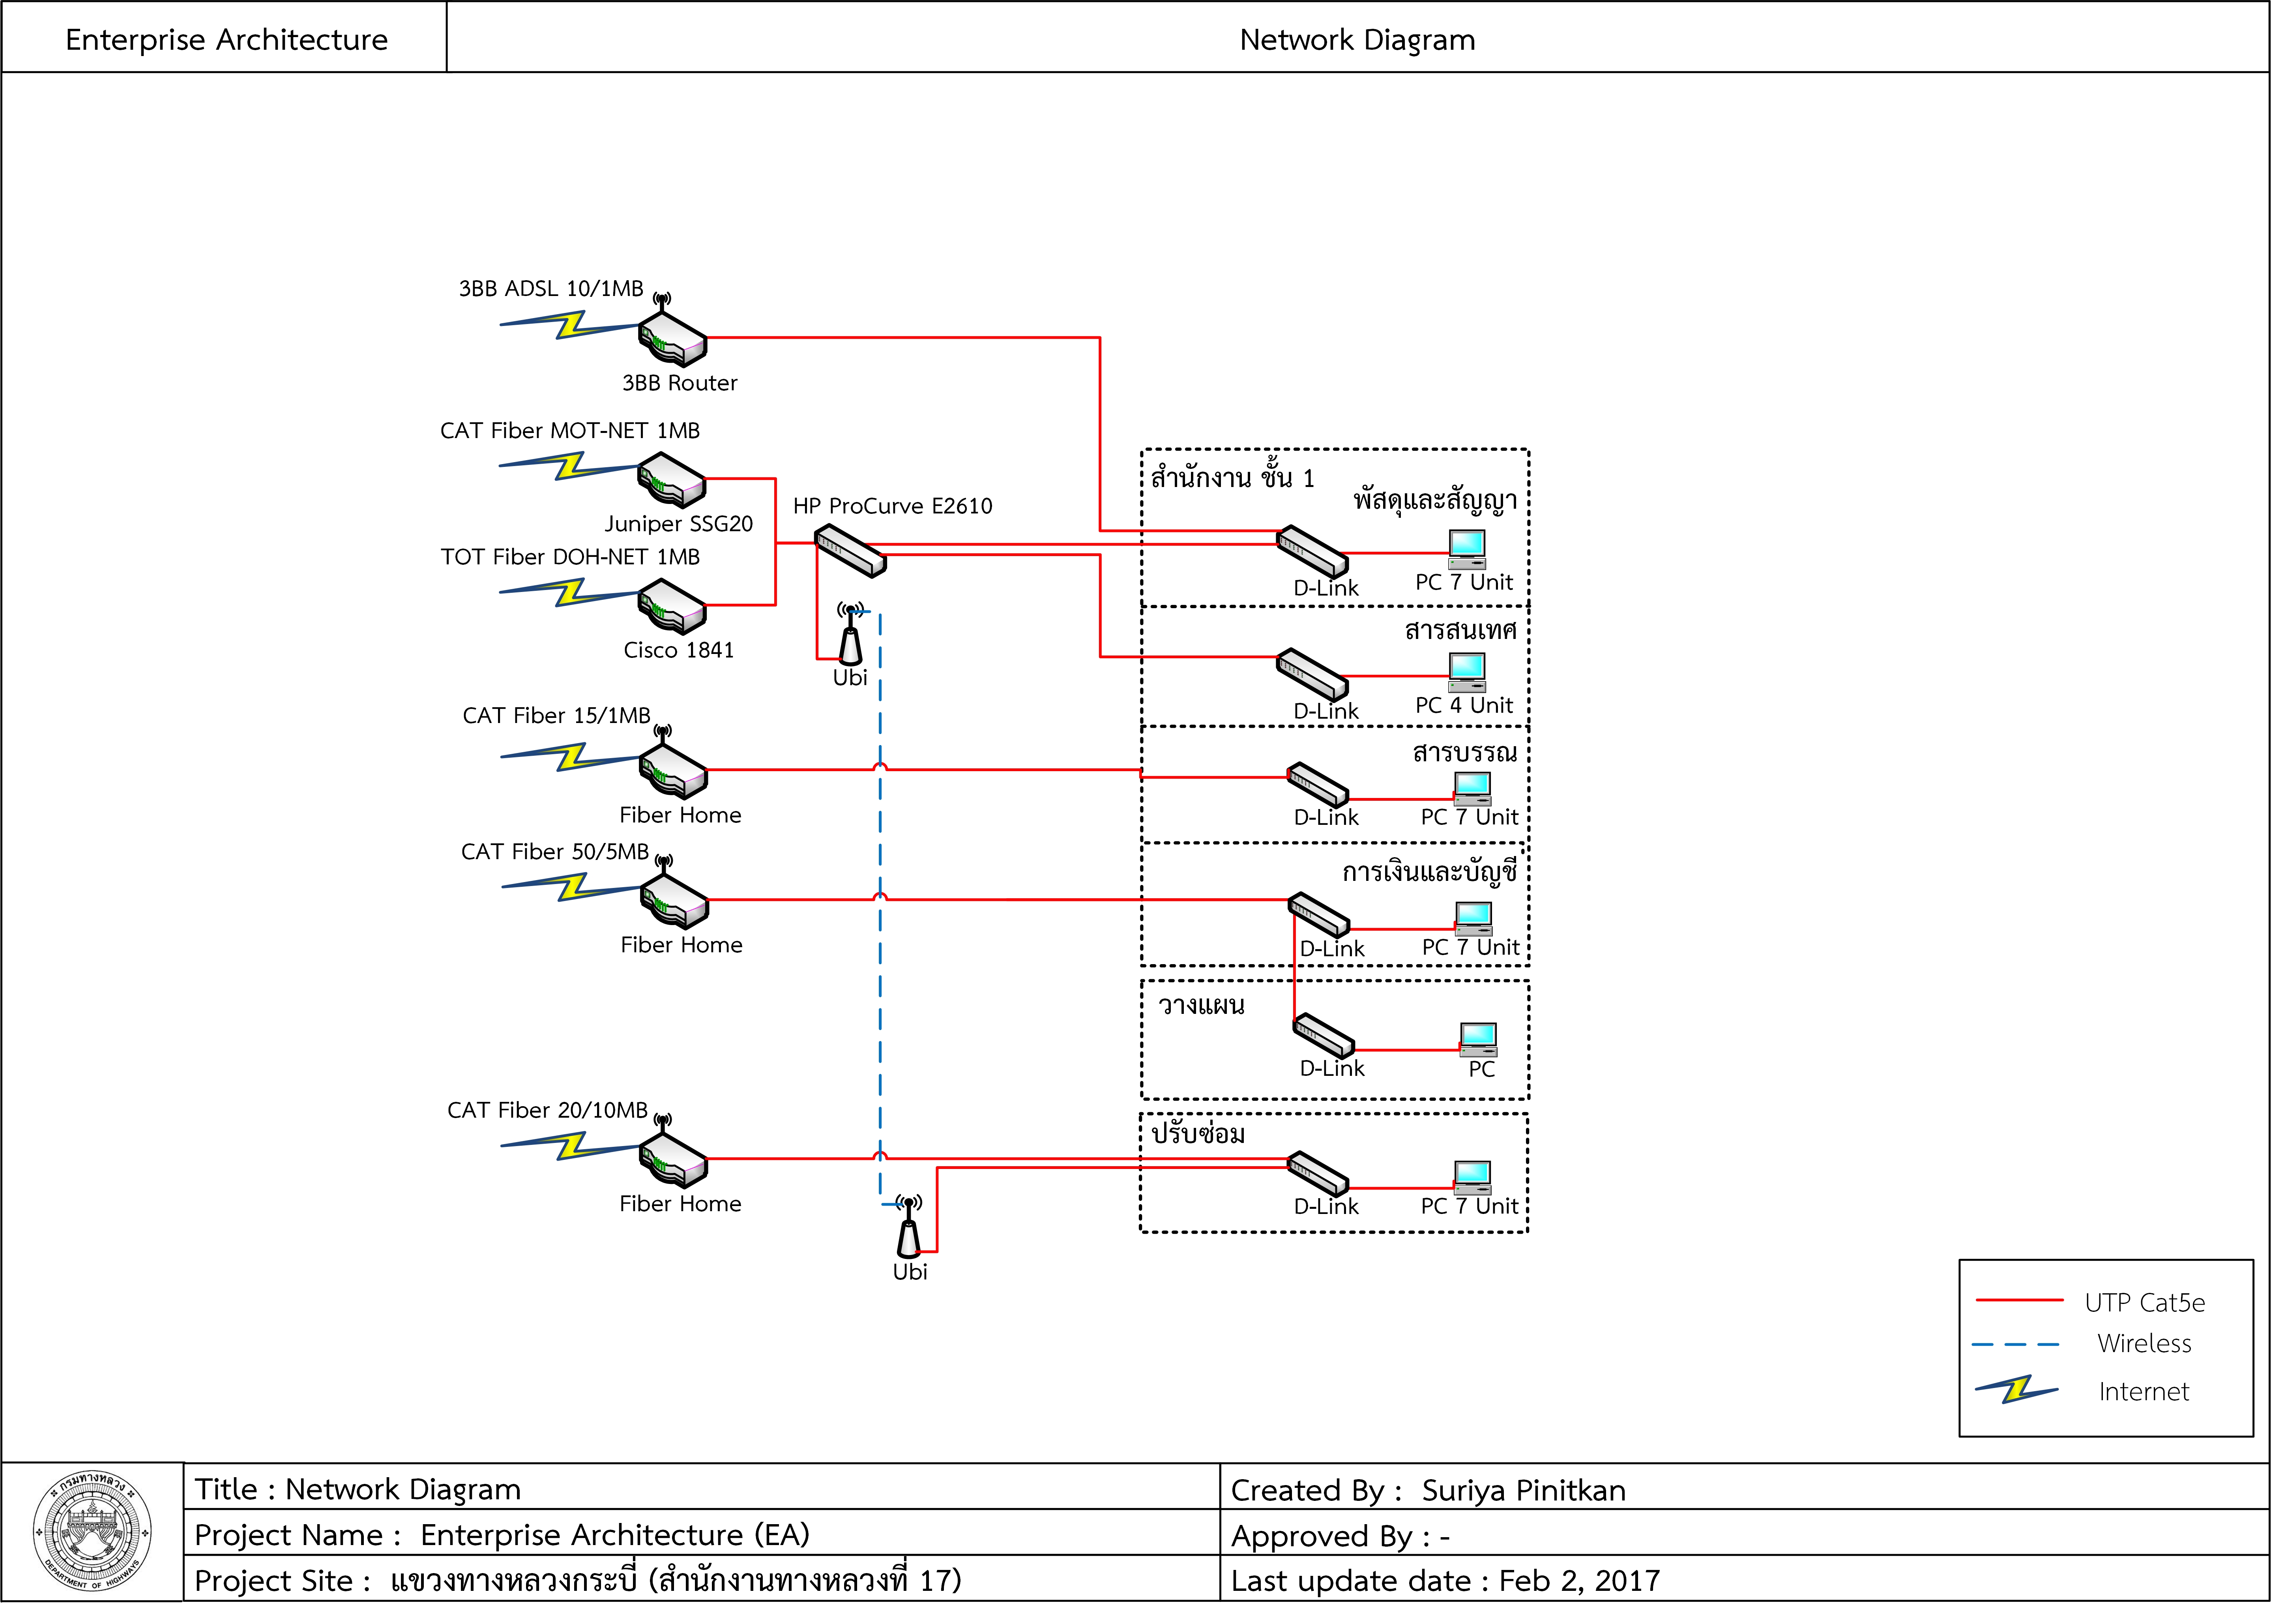 Enterprise Architecture
Network Diagram
3BB ADSL 10/1MB
3BB Router
CAT Fiber MOT-NET 1MB
Juniper SSG20
HP ProCurve E2610
TOT Fiber DOH-NET 1MB
Cisco 1841
Ubi
CAT Fiber 15/1MB
Fiber Home
CAT Fiber 50/5MB
Fiber Home
CAT Fiber 20/10MB
Fiber Home
Ubi
สำนักงาน ชั้น 1
พัสดุและสัญญา
D-Link
PC 7 Unit
สารสนเทศ
D-Link
PC 4 Unit
สารบรรณ
D-Link
PC 7 Unit
การเงินและบัญชี
D-Link
PC 7 Unit
วางแผน
D-Link
PC
ปรับซ่อม
D-Link
PC 7 Unit
UTP Cat5e
Wireless
Internet
กรมทางหลวง
DEPARTMENT OF HIGHWAYS
Title : Network Diagram
Created By : Suriya Pinitkan
Project Name : Enterprise Architecture (EA)
Approved By : -
Project Site : แขวงทางหลวงกระบี่ (สำนักงานทางหลวงที่ 17)
Last update date : Feb 2, 2017